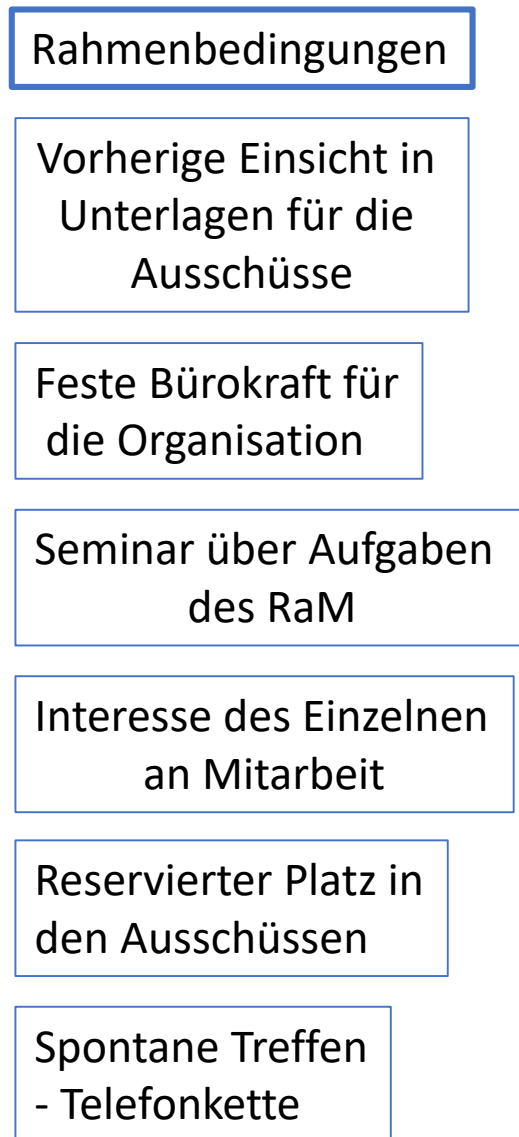 Rahmenbedingungen
Vorherige Einsicht in
Unterlagen für die
Ausschüsse
Feste Bürokraft für
die Organisation
Seminar über Aufgaben
des RaM
Interesse des Einzelnen
an Mitarbeit
Reservierter Platz in
den Ausschüssen
Spontane Treffen
- Telefonkette